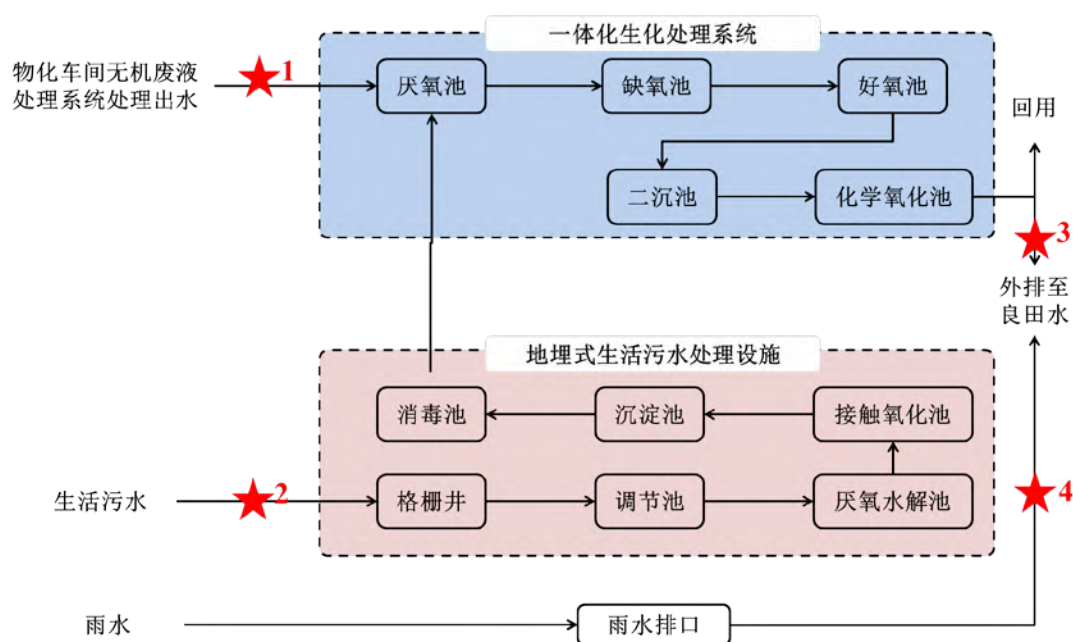 一体化生化处理系统
物化车间无机废液
处理系统处理出水
1
厌氧池
缺氧池
好氧池
回用
二沉池
化学氧化池
3
外排至
良田水
地埋式生活污水处理设施
消毒池
沉淀池
接触氧化池
生活污水
2
格栅井
调节池
厌氧水解池
4
雨水
雨水排口